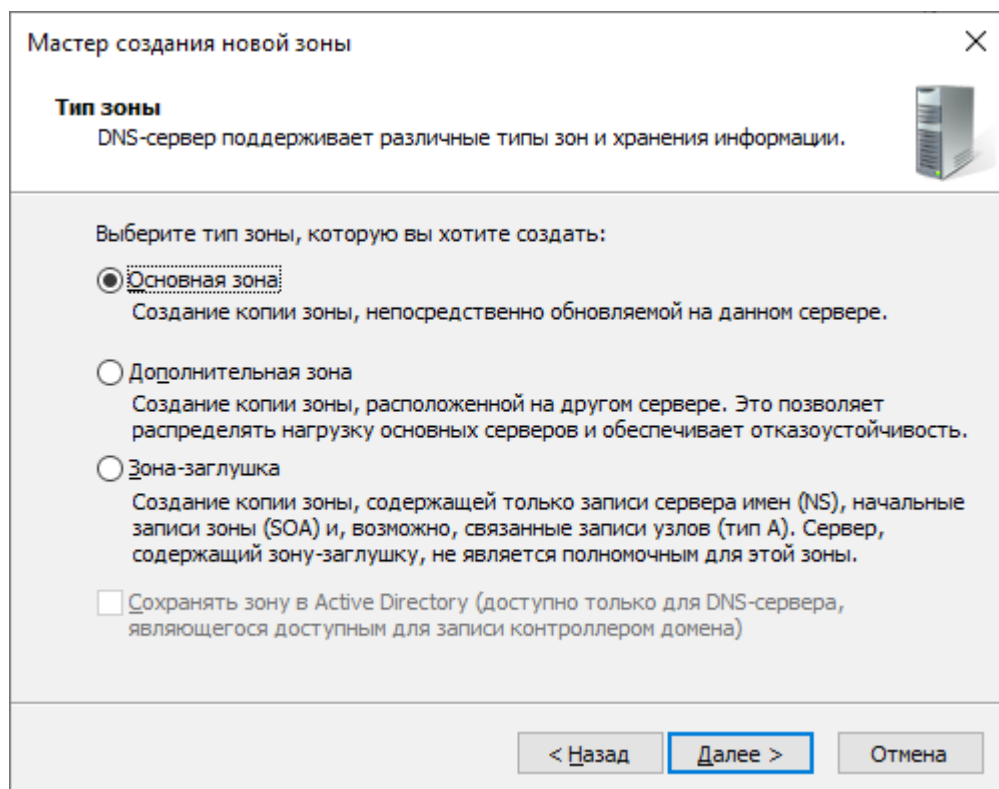 Мастер создания новой зоны
Тип зоны
DNS-сервер поддерживает различные типы зон и хранения информации.
Выберите тип зоны, которую вы хотите создать:
Основная зона
Создание копии зоны, непосредственно обновляемой на данном сервере.
Дополнительная зона
Создание копии зоны, расположенной на другом сервере. Это позволяет
распределять нагрузку основных серверов и обеспечивает отказоустойчивость.
Зона-заглушка
Создание копии зоны, содержащей только записи сервера имен (NS), начальные
записи зоны (SOA) и, возможно, связанные записи узлов (тип A). Сервер,
содержащий зону-заглушку, не является полномочным для этой зоны.
Сохранять зону в Active Directory (доступно только для DNS-сервера,
являющегося доступным для записи контроллером домена)
< Назад Далее > Отмена